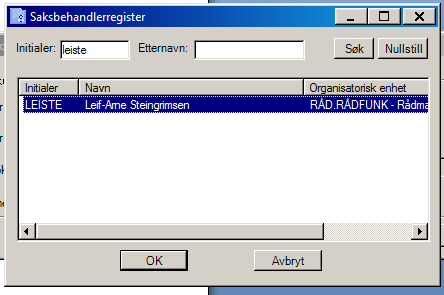 Saksbehandlerregister
Initialer: leiste Etternavn: Søk Nullstill
Initialer Navn Organisatorisk enhet
LEISTE Leif-Arne Steingrimsen RÅD.RÅDFUNK - Rådma
OK Avbryt